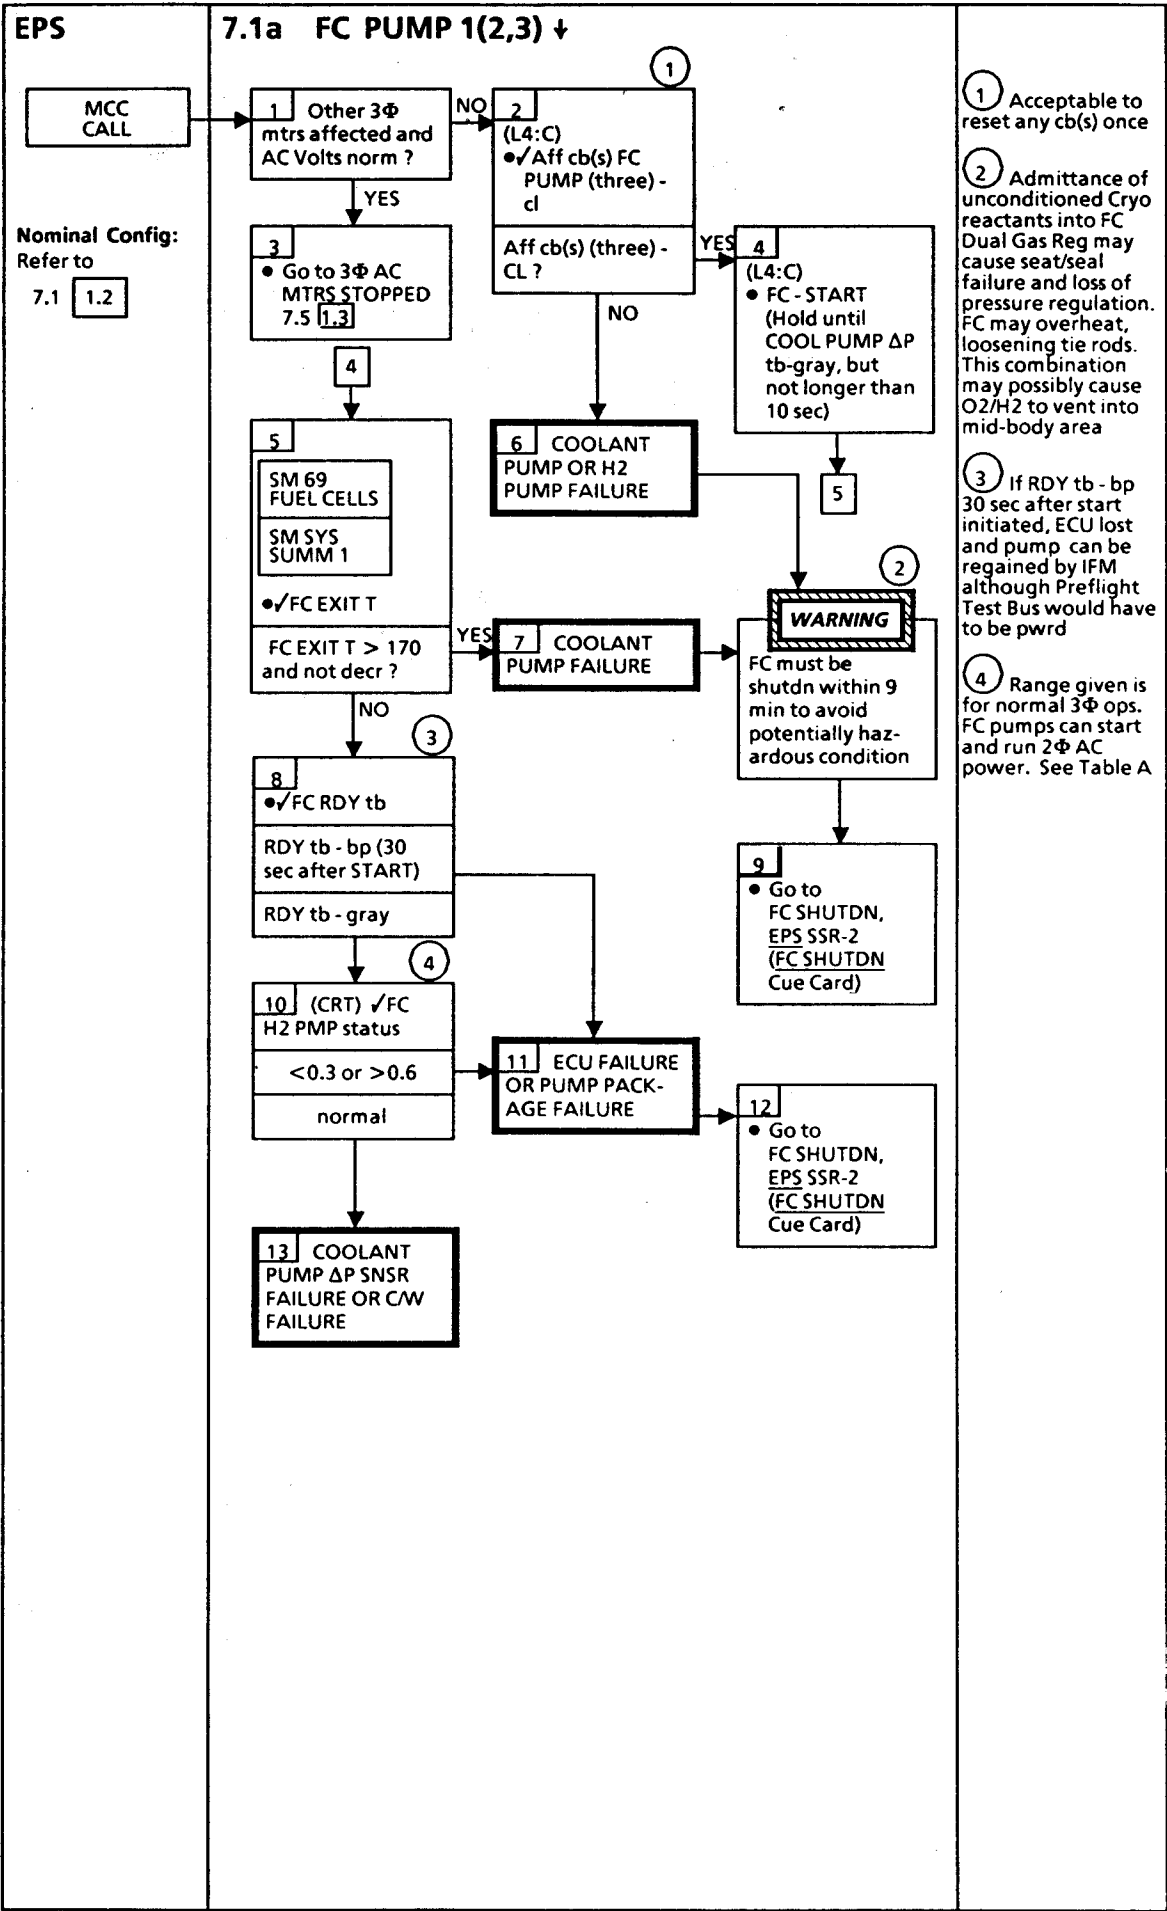 EPS
7.1a FC PUMP 1(2,3) ↓
MCC
CALL
Nominal Config:
Refer to
7.1 1.2
1 Other 3Φ
mtrs affected and
AC Volts norm ?
NO
YES
1
2
(L4:C)
●✓Aff cb(s) FC
PUMP (three) -
cl
Aff cb(s) (three) -
CL ?
YES
NO
3
● Go to 3Φ AC
MTRS STOPPED
7.5 1.3
4
(L4:C)
● FC - START
(Hold until
COOL PUMP ΔP
tb-gray, but
not longer than
10 sec)
5
4
5
SM 69
FUEL CELLS
SM SYS
SUMM 1
●✓FC EXIT T
FC EXIT T > 170
and not decr ?
YES
NO
6 COOLANT
PUMP OR H2
PUMP FAILURE
7 COOLANT
PUMP FAILURE
2
WARNING
FC must be
shutdn within 9
min to avoid
potentially haz-
ardous condition
3
8
●✓FC RDY tb
RDY tb - bp (30
sec after START)
RDY tb - gray
9
● Go to
FC SHUTDN,
EPS SSR-2
(FC SHUTDN
Cue Card)
4
10 (CRT) ✓FC
H2 PMP status
<0.3 or >0.6
normal
11 ECU FAILURE
OR PUMP PACK-
AGE FAILURE
12
● Go to
FC SHUTDN,
EPS SSR-2
(FC SHUTDN
Cue Card)
13 COOLANT
PUMP ΔP SNSR
FAILURE OR C/W
FAILURE
1 Acceptable to
reset any cb(s) once
2 Admittance of
unconditioned Cryo
reactants into FC
Dual Gas Reg may
cause seat/seal
failure and loss of
pressure regulation.
FC may overheat,
loosening tie rods.
This combination
may possibly cause
O2/H2 to vent into
mid-body area
3 If RDY tb - bp
30 sec after start
initiated, ECU lost
and pump can be
regained by IFM
although Preflight
Test Bus would have
to be pwrd
4 Range given is
for normal 3Φ ops.
FC pumps can start
and run 2Φ AC
power. See Table A